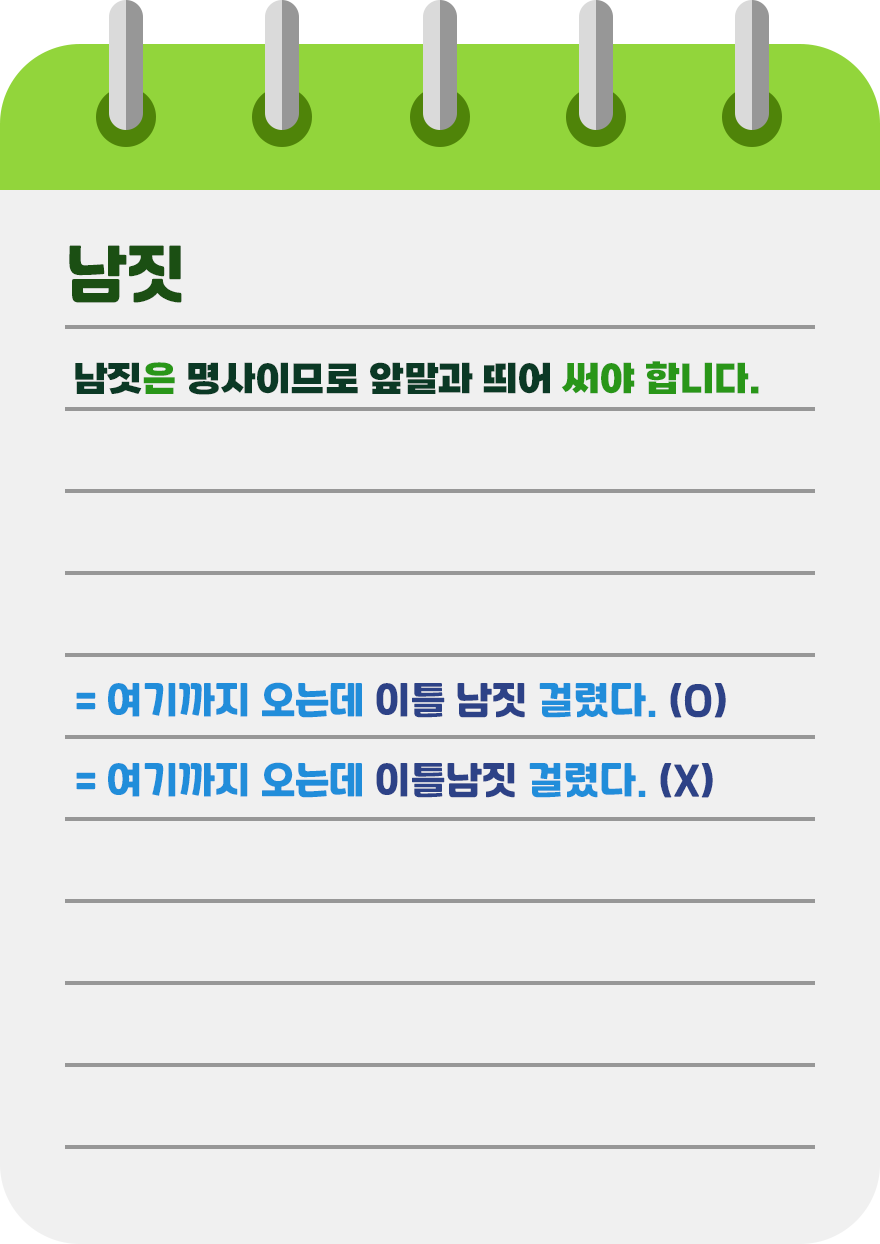 남짓
남짓은 명사이므로 앞말과 띄어 써야 합니다.
= 여기까지 오는데 이틀 남짓 걸렸다. (O)
= 여기까지 오는데 이틀남짓 걸렸다. (X)